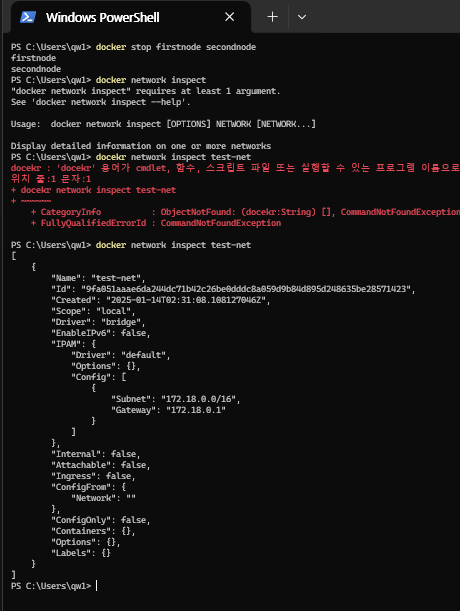 Windows PowerShell
PS C:\Users\qw1> docker stop firstnode secondnode
firstnode
secondnode
PS C:\Users\qw1> docker network inspect
"docker network inspect" requires at least 1 argument.
See 'docker network inspect --help'.
Usage:  docker network inspect [OPTIONS] NETWORK [NETWORK...]
Display detailed information on one or more networks
PS C:\Users\qw1> docekr network inspect test-net
docekr : 'docekr' 용어가 cmdlet, 함수, 스크립트 파일 또는 실행할 수 있는 프로그램 이름으로
위치 줄:1 문자:1
+ docekr network inspect test-net
+ ~~~~~~
    + CategoryInfo          : ObjectNotFound: (docekr:String) [], CommandNotFoundException
    + FullyQualifiedErrorId : CommandNotFoundException
PS C:\Users\qw1> docker network inspect test-net
[
    {
        "Name": "test-net",
        "Id": "9fa051aaae6da244dc71b42c26be0dddc8a059d9b84d895d248635be28571423",
        "Created": "2025-01-14T02:31:08.108127046Z",
        "Scope": "local",
        "Driver": "bridge",
        "EnableIPv6": false,
        "IPAM": {
            "Driver": "default",
            "Options": {},
            "Config": [
                {
                    "Subnet": "172.18.0.0/16",
                    "Gateway": "172.18.0.1"
                }
            ]
        },
        "Internal": false,
        "Attachable": false,
        "Ingress": false,
        "ConfigFrom": {
            "Network": ""
        },
        "ConfigOnly": false,
        "Containers": {},
        "Options": {},
        "Labels": {}
    }
]
PS C:\Users\qw1>